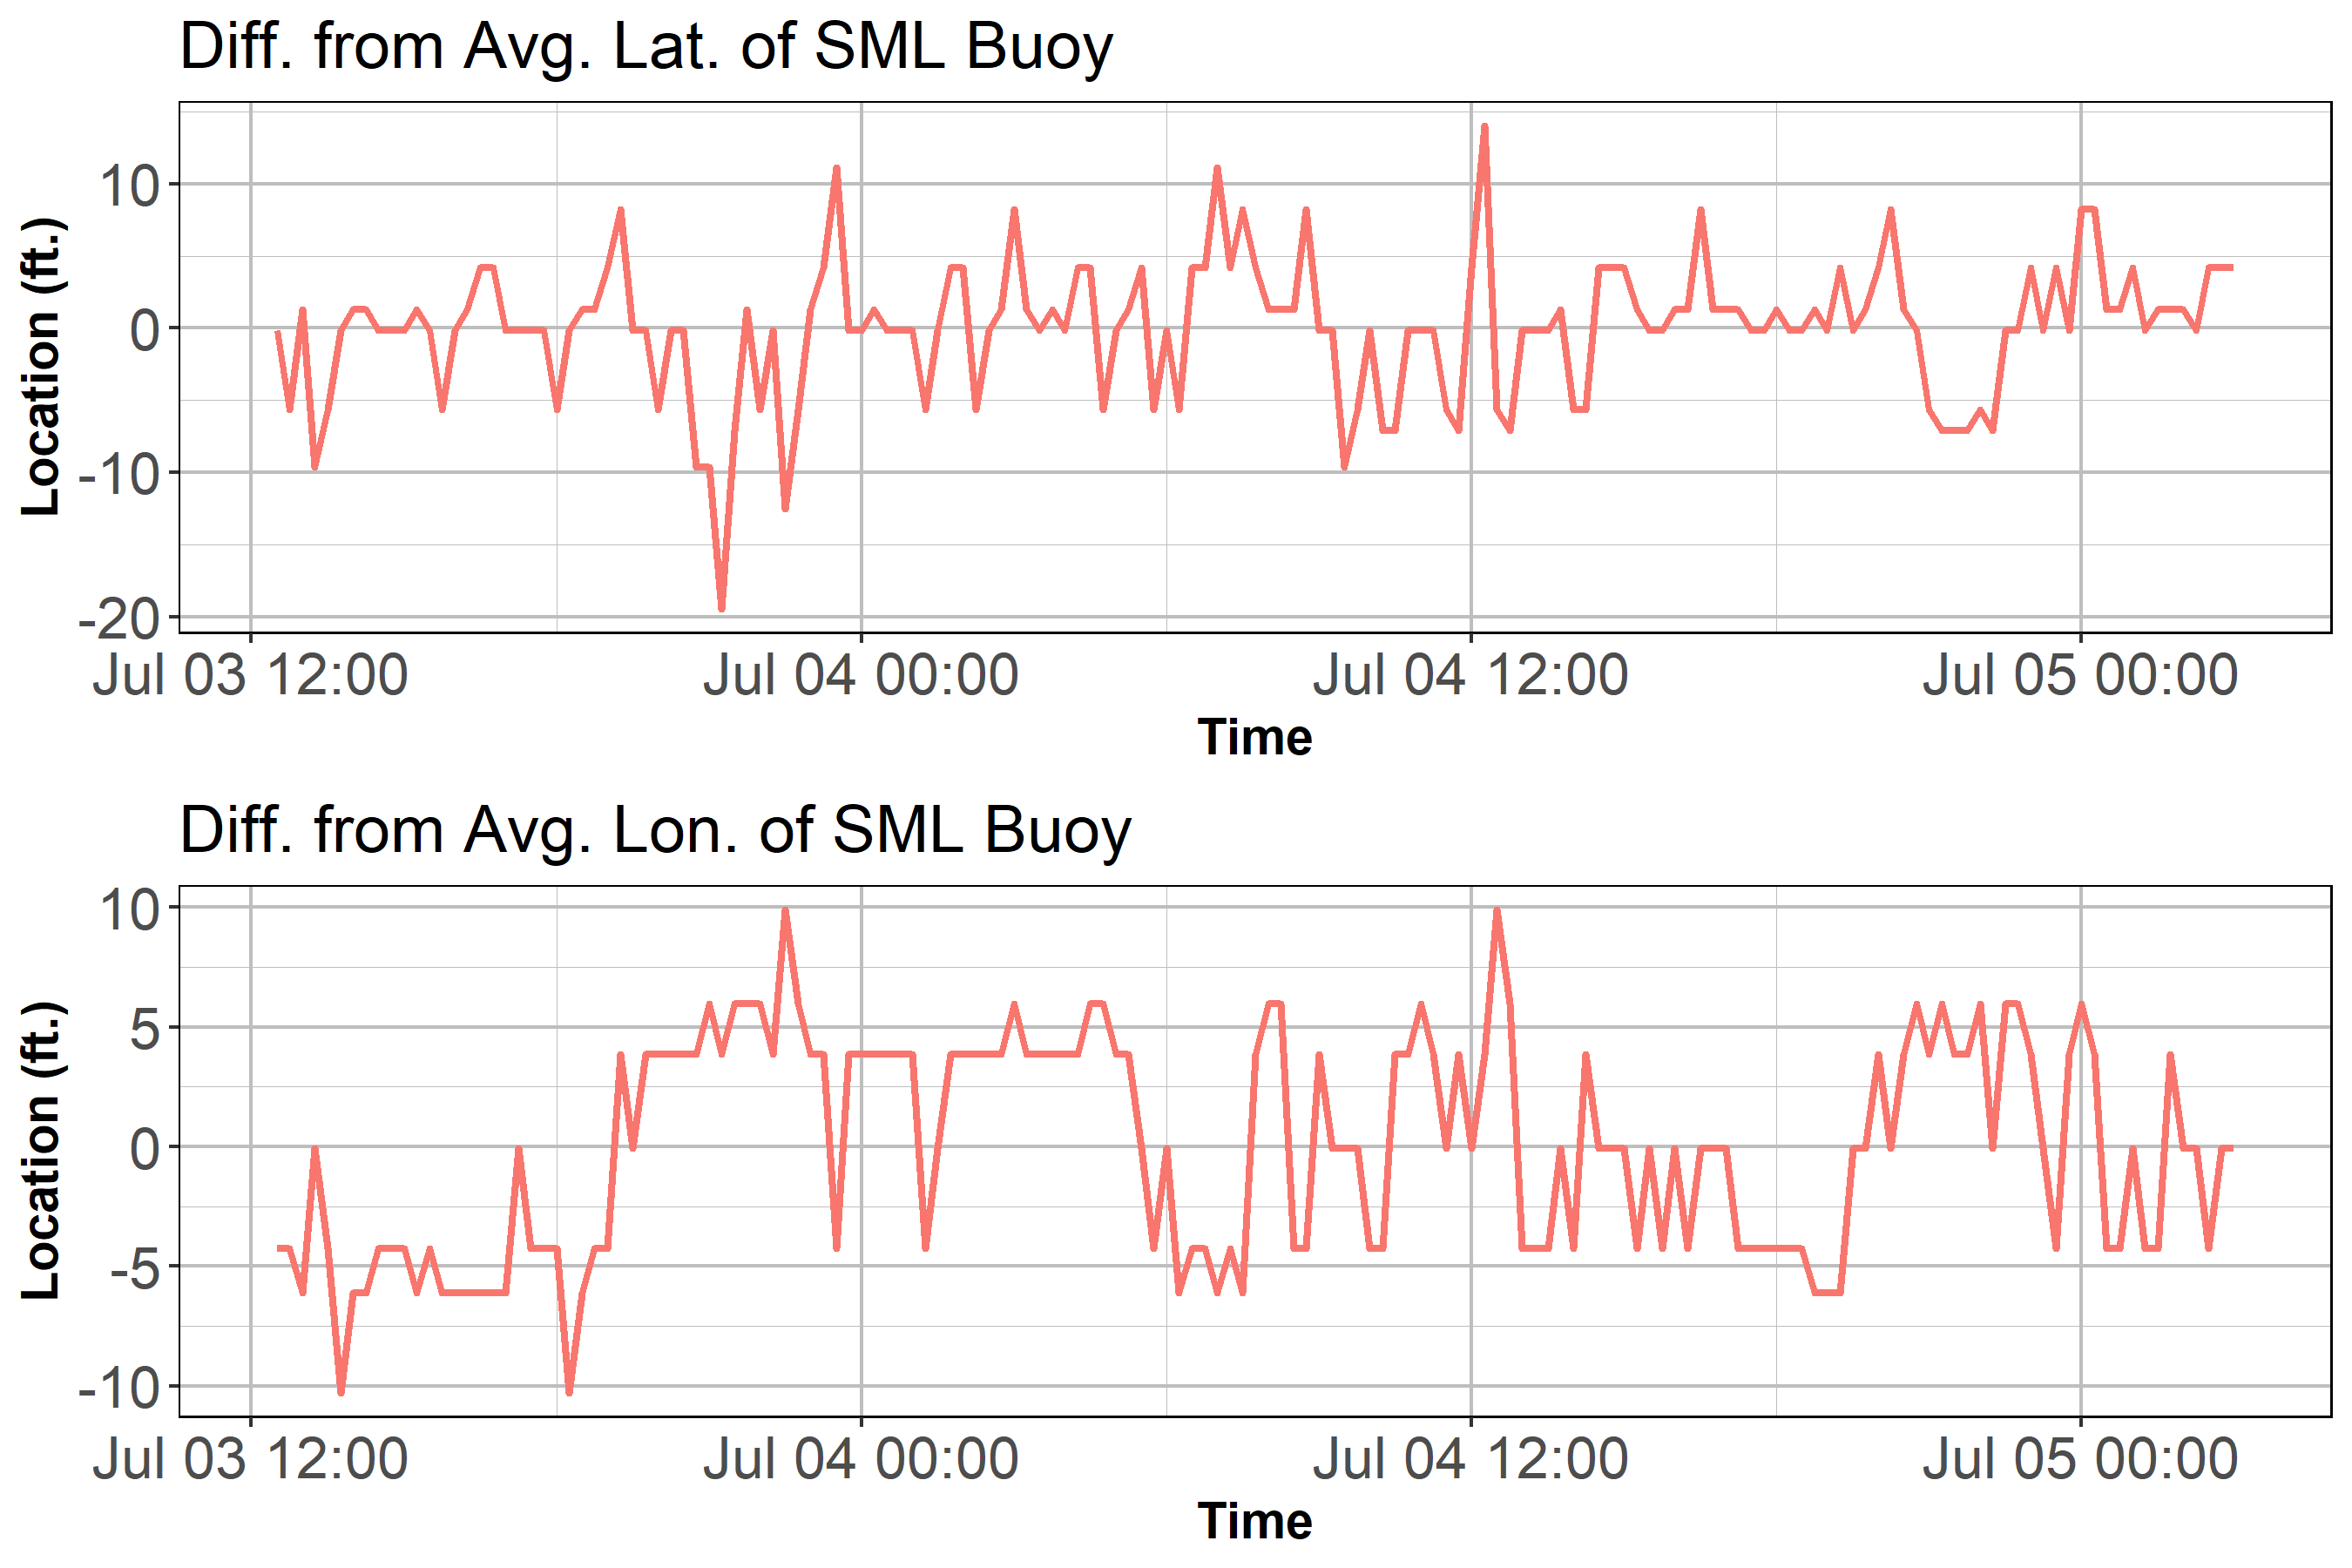 Diff. from Avg. Lat. of SML Buoy
Location (ft.)
10
0
-10
-20
Jul 03 12:00 Jul 04 00:00 Jul 04 12:00 Jul 05 00:00
Time
Diff. from Avg. Lon. of SML Buoy
Location (ft.)
10
5
0
-5
-10
Jul 03 12:00 Jul 04 00:00 Jul 04 12:00 Jul 05 00:00
Time